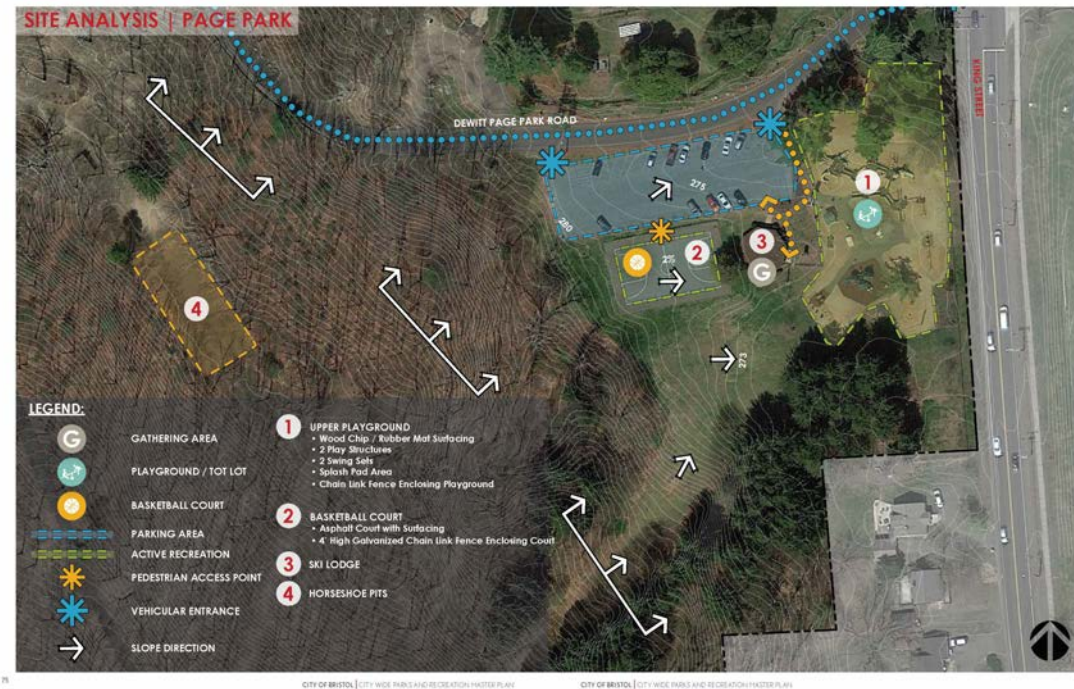 SITE ANALYSIS | PAGE PARK
KING STREET
DEWITT PAGE PARK ROAD
1
275
280
3
2
2%
G
4
273
LEGEND:
G GATHERING AREA
PLAYGROUND / TOT LOT
BASKETBALL COURT
PARKING AREA
ACTIVE RECREATION
PEDESTRIAN ACCESS POINT
VEHICULAR ENTRANCE
SLOPE DIRECTION
1 UPPER PLAYGROUND
• Wood Chip / Rubber Mat Surfacing
• 2 Play Structures
• 2 Swing Sets
• Splash Pad Area
• Chain Link Fence Enclosing Playground
2 BASKETBALL COURT
• Asphalt Court with Surfacing
• 4' High Galvanized Chain Link Fence Enclosing Court
3 SKI LODGE
4 HORSESHOE PITS
CITY OF BRISTOL | CITY WIDE PARKS AND RECREATION MASTER PLAN
CITY OF BRISTOL | CITY WIDE PARKS AND RECREATION MASTER PLAN